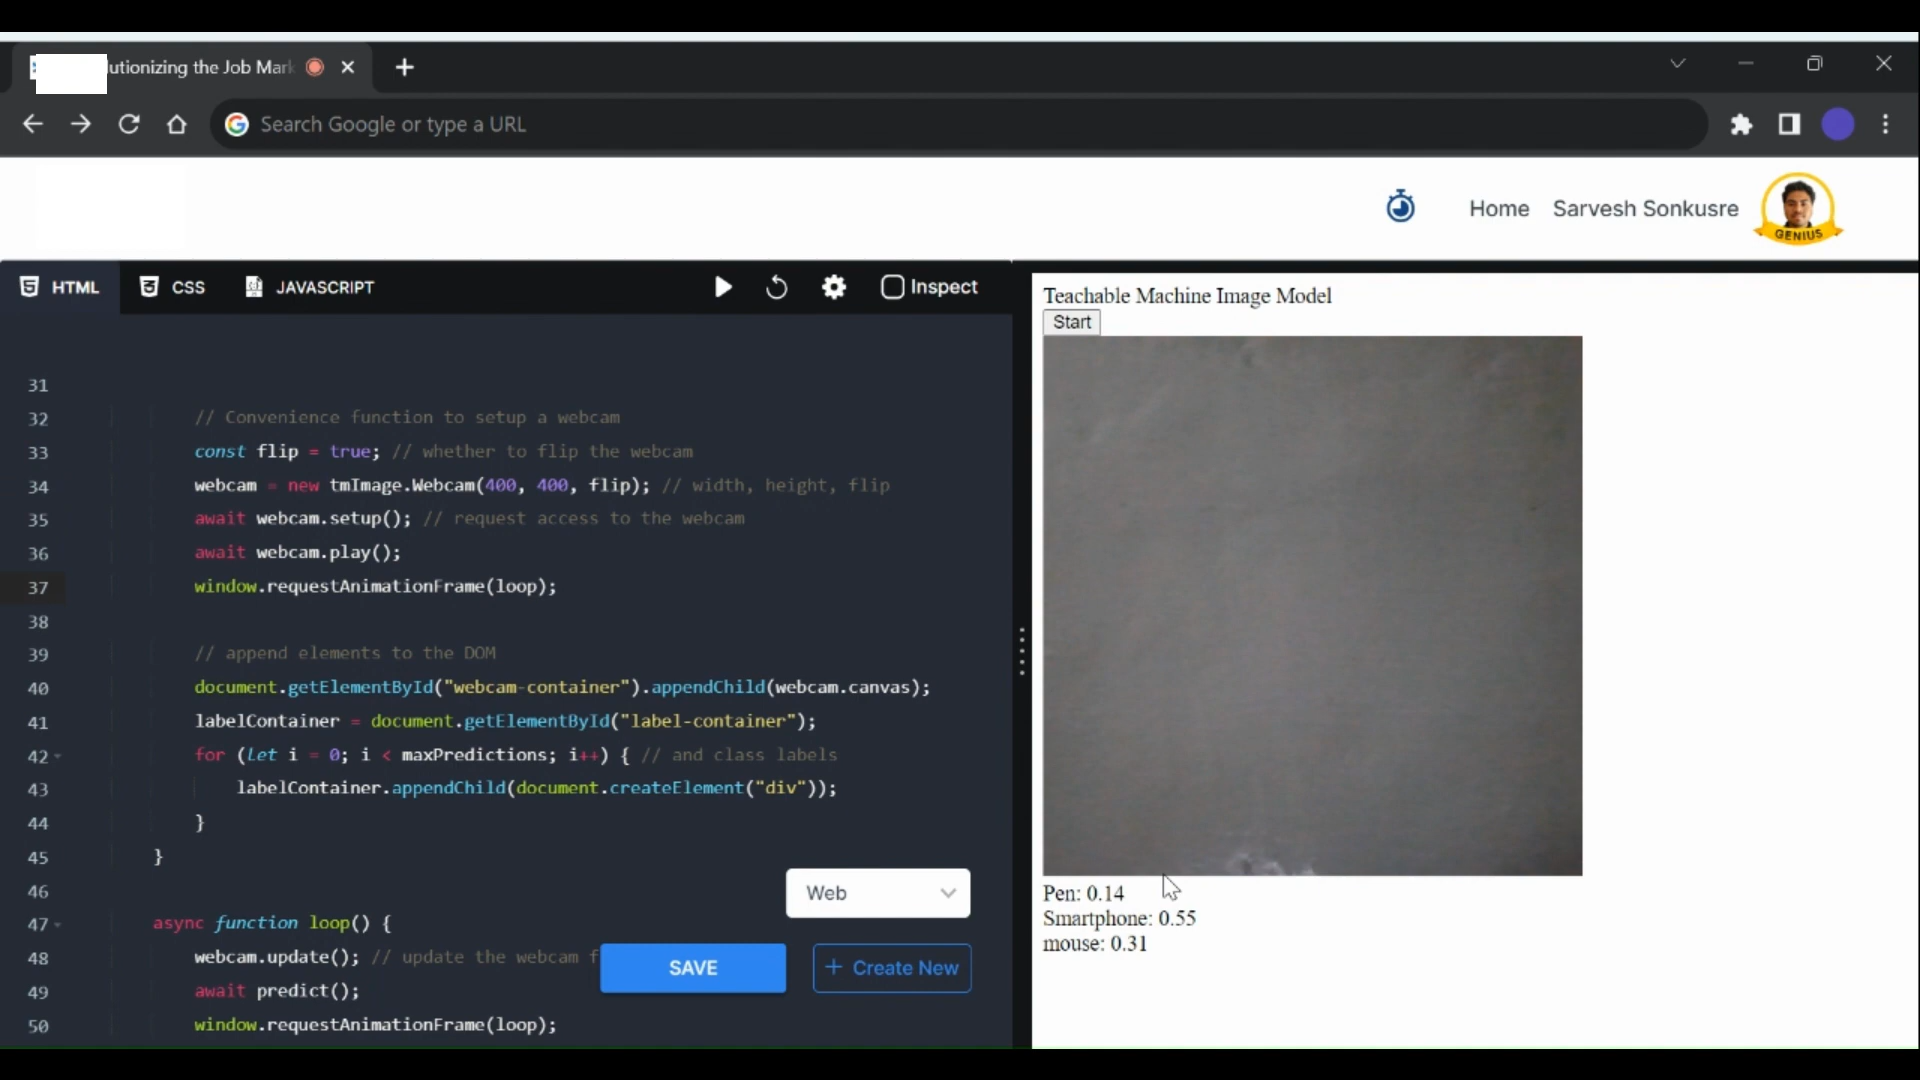 lutionizing the Job Mark
Search Google or type a URL
Home Sarvesh Sonkusre
GENIUS
HTML CSS JAVASCRIPT Inspect
31
32 // Convenience function to setup a webcam
33 const flip = true; // whether to flip the webcam
34 webcam = new tmImage.Webcam(400, 400, flip); // width, height, flip
35 await webcam.setup(); // request access to the webcam
36 await webcam.play();
37 window.requestAnimationFrame(loop);
38
39 // append elements to the DOM
40 document.getElementById("webcam-container").appendChild(webcam.canvas);
41 labelContainer = document.getElementById("label-container");
42 for (let i = 0; i < maxPredictions; i++) { // and class labels
43 labelContainer.appendChild(document.createElement("div"));
44 }
45 }
46
47 async function loop() {
48 webcam.update(); // update the webcam f
49 await predict();
50 window.requestAnimationFrame(loop);
Web
SAVE + Create New
Teachable Machine Image Model
Start
Pen: 0.14
Smartphone: 0.55
mouse: 0.31